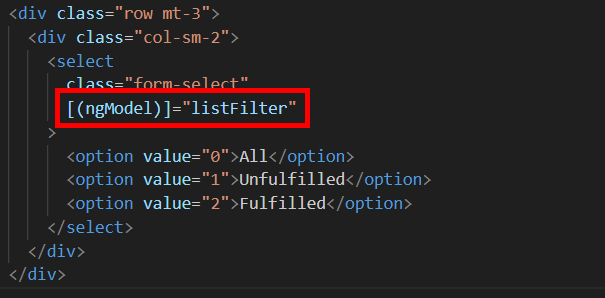 <div class="row mt-3">
<div class="col-sm-2">
<select
class="form-select"
[(ngModel)]="listFilter"
>
<option value="0">All</option>
<option value="1">Unfulfilled</option>
<option value="2">Fulfilled</option>
</select>
</div>
</div>